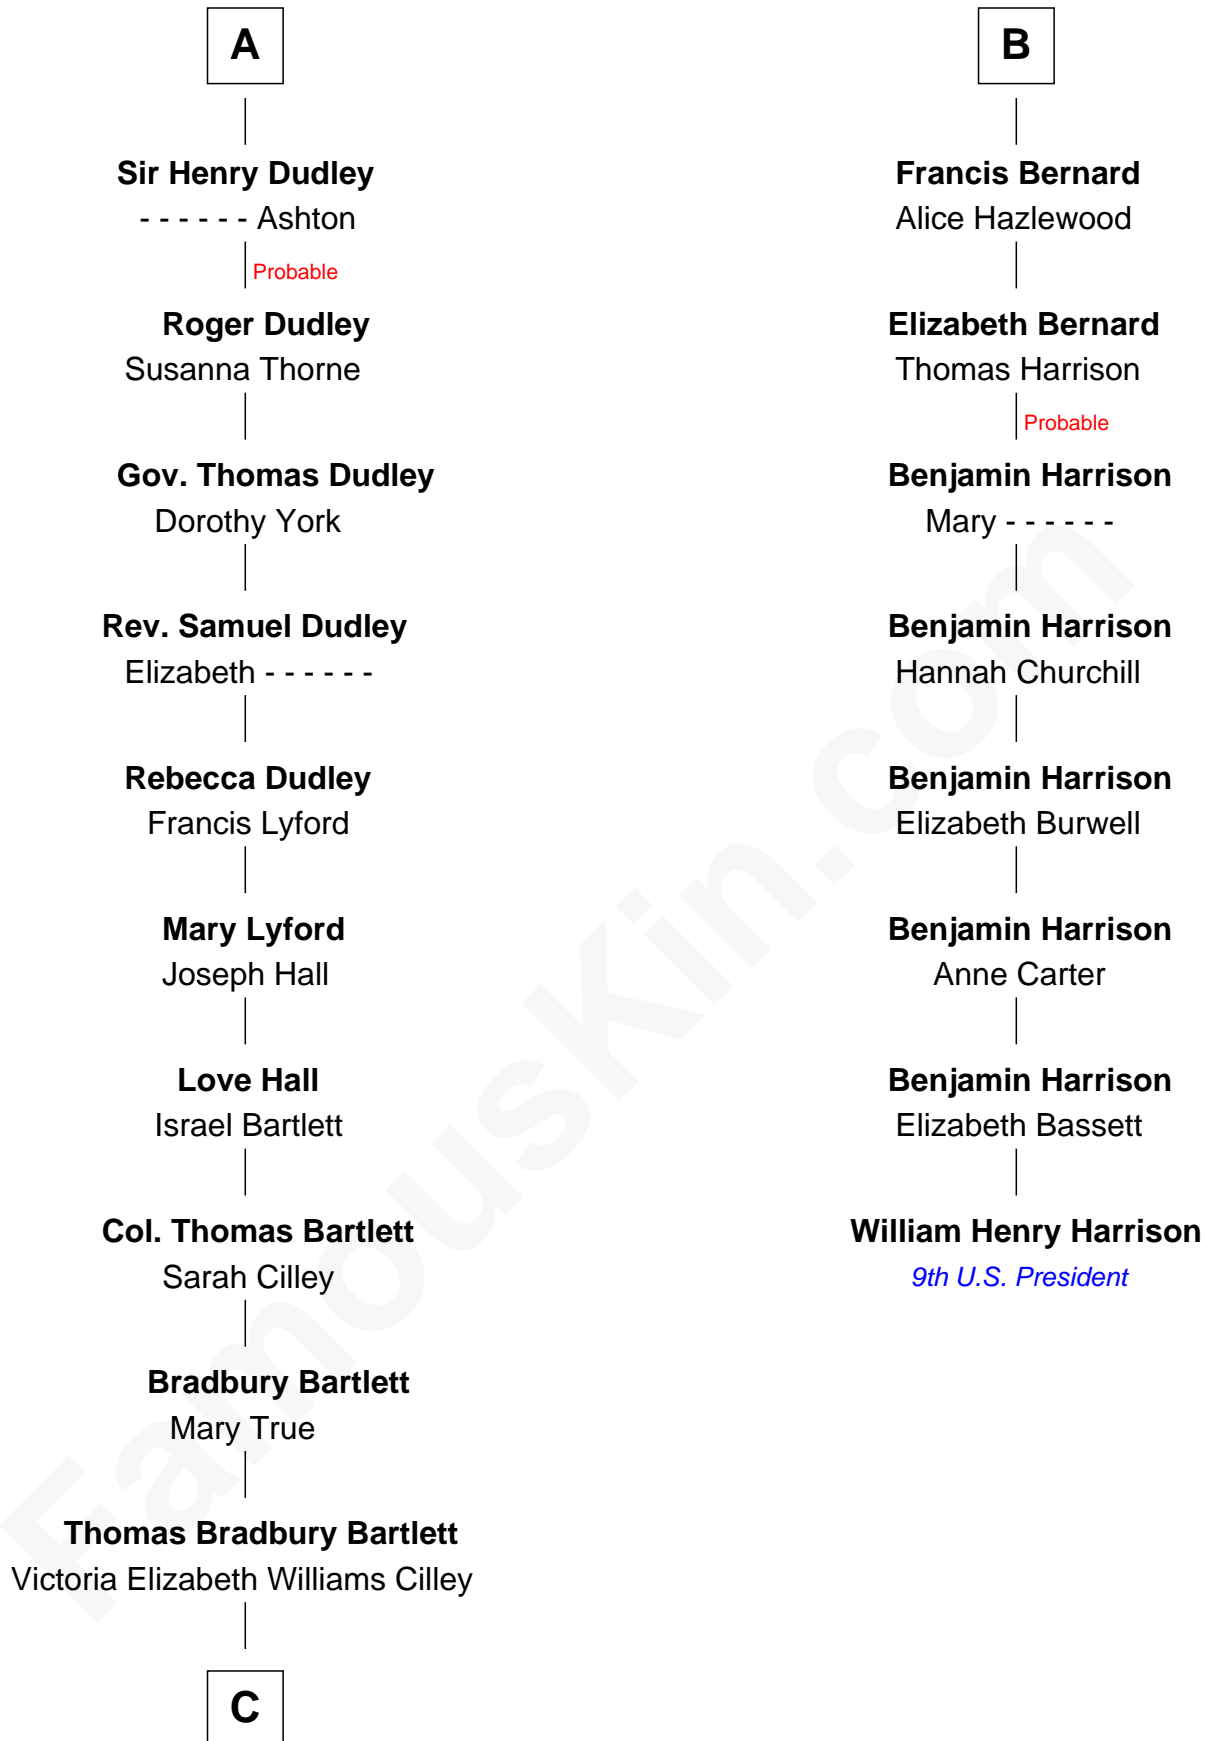 A
Sir Henry Dudley
- - - - - - Ashton
Probable
Roger Dudley
Susanna Thorne
Gov. Thomas Dudley
Dorothy York
Rev. Samuel Dudley
Elizabeth - - - - - -
Rebecca Dudley
Francis Lyford
Mary Lyford
Joseph Hall
Love Hall
Israel Bartlett
Col. Thomas Bartlett
Sarah Cilley
Bradbury Bartlett
Mary True
Thomas Bradbury Bartlett
Victoria Elizabeth Williams Cilley
C
B
Francis Bernard
Alice Hazlewood
Elizabeth Bernard
Thomas Harrison
Probable
Benjamin Harrison
Mary - - - - - -
Benjamin Harrison
Hannah Churchill
Benjamin Harrison
Elizabeth Burwell
Benjamin Harrison
Anne Carter
Benjamin Harrison
Elizabeth Bassett
William Henry Harrison
9th U.S. President
FamousKin.com